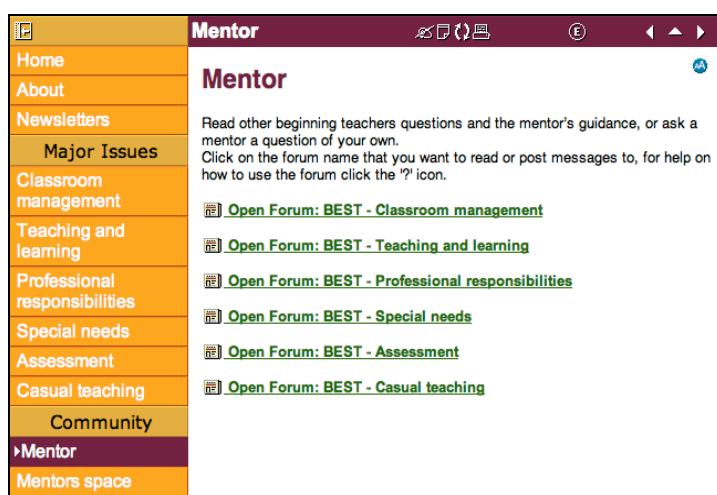 Home
About
Newsletters
Major Issues
Classroom
management
Teaching and
learning
Professional
responsibilities
Special needs
Assessment
Casual teaching
Community
Mentor
Mentors space
Mentor
E
AA
Mentor
Read other beginning teachers questions and the mentor's guidance, or ask a
mentor a question of your own.
Click on the forum name that you want to read or post messages to, for help on
how to use the forum click the '?' icon.
Open Forum: BEST - Classroom management
Open Forum: BEST - Teaching and learning
Open Forum: BEST - Professional responsibilities
Open Forum: BEST - Special needs
Open Forum: BEST - Assessment
Open Forum: BEST - Casual teaching